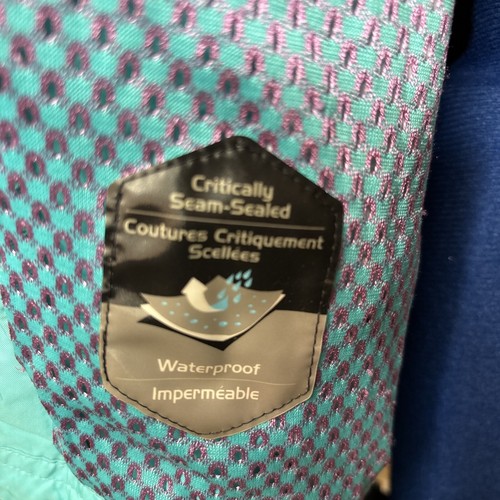 Critically
Seam-Sealed
Coutures Critiquement
Scellées
Waterproof
Imperméable